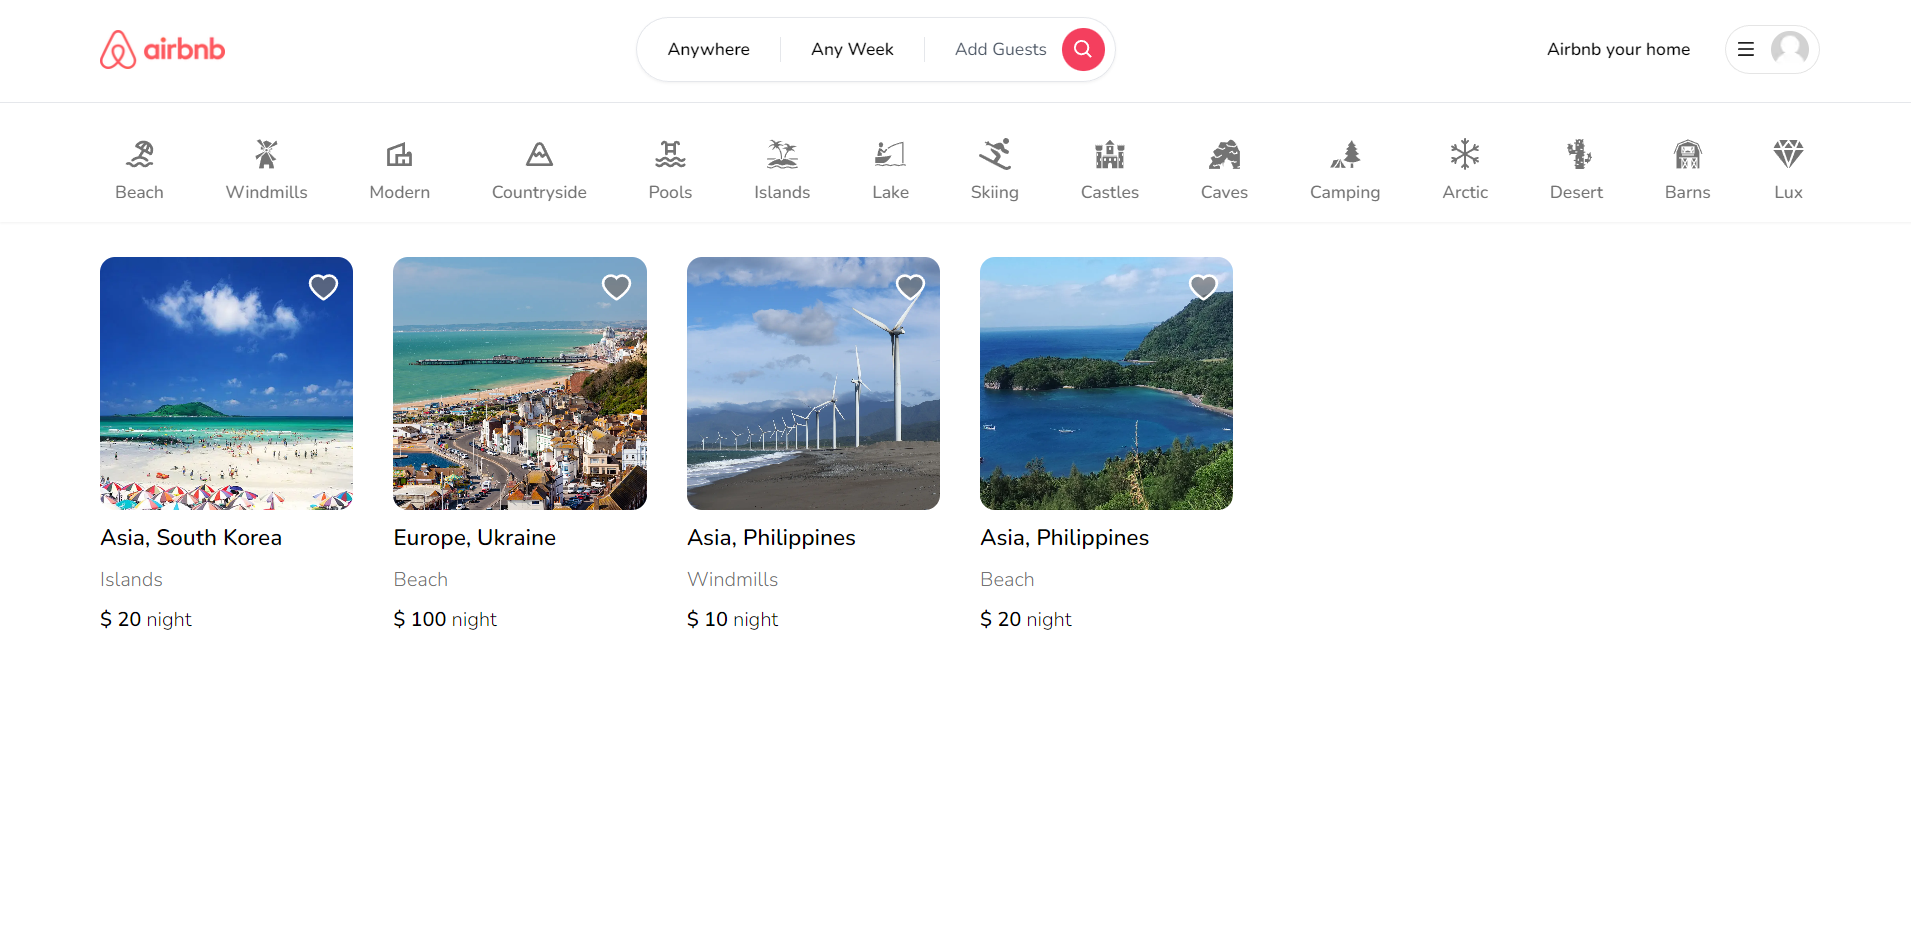 airbnb
Anywhere
Any Week
Add Guests
Airbnb your home
Beach
Windmills
Modern
Countryside
Pools
Islands
Lake
Skiing
Castles
Caves
Camping
Arctic
Desert
Barns
Lux
Asia, South Korea
Islands
$ 20 night
Europe, Ukraine
Beach
$ 100 night
Asia, Philippines
Windmills
$ 10 night
Asia, Philippines
Beach
$ 20 night